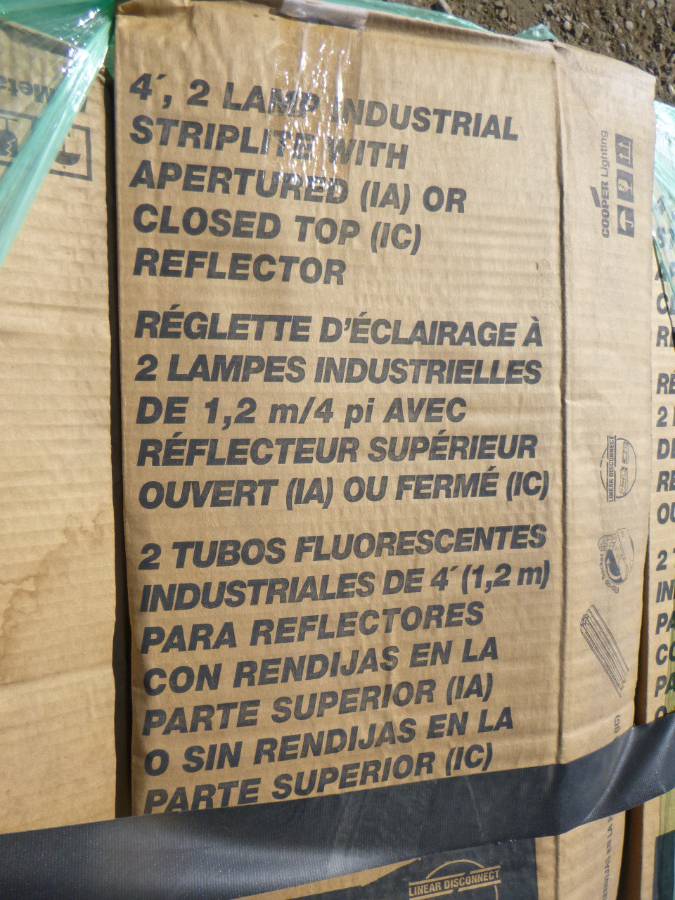 4´, 2 LAMP INDUSTRIAL
STRIPLITE WITH
APERTURED (IA) OR
CLOSED TOP (IC)
REFLECTOR
RÉGLETTE D'ÉCLAIRAGE À
2 LAMPES INDUSTRIELLES
DE 1,2 m/4 pi AVEC
RÉFLECTEUR SUPÉRIEUR
OUVERT (IA) OU FERMÉ (IC)
2 TUBOS FLUORESCENTES
INDUSTRIALES DE 4´ (1,2 m)
PARA REFLECTORES
CON RENDIJAS EN LA
PARTE SUPERIOR (IA)
O SIN RENDIJAS EN LA
PARTE SUPERIOR (IC)
COOPER Lighting
LINEAR DISCONNECT
LINEAR DISCONNECT